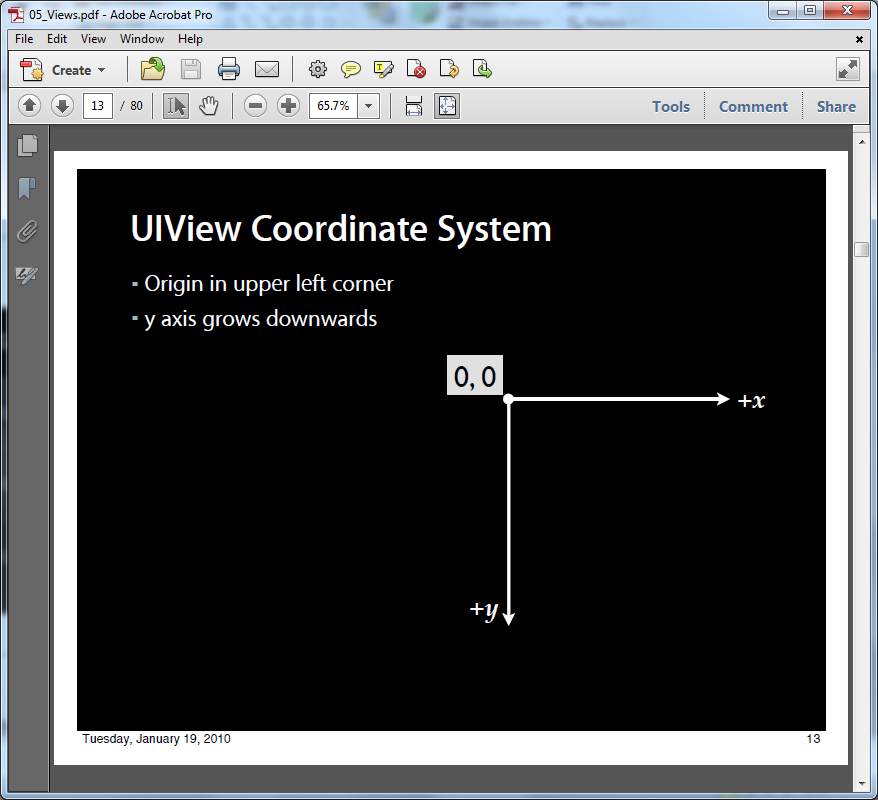 05_Views.pdf - Adobe Acrobat Pro
File Edit View Window Help
Create
13 / 80 65.7% Tools Comment Share
UIView Coordinate System
Origin in upper left corner
y axis grows downwards
0, 0
+x
+y
Tuesday, January 19, 2010 13